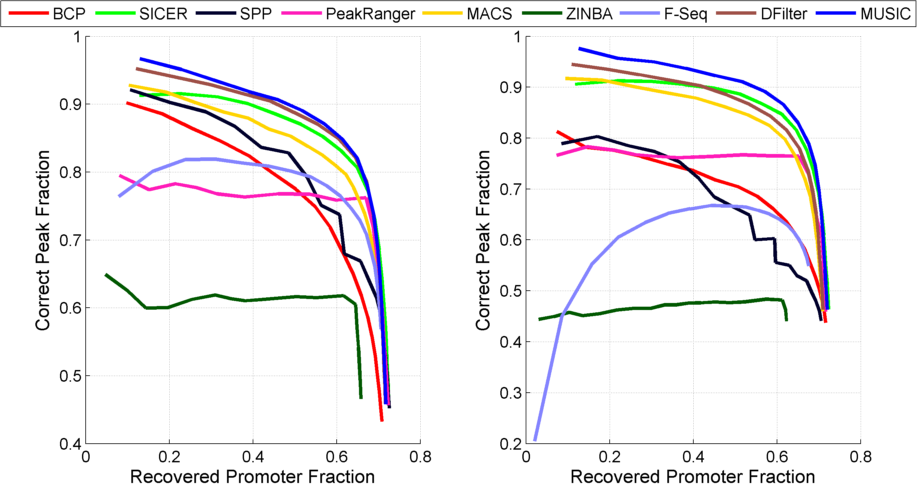 BCP SICER SPP PeakRanger MACS ZINBA F-Seq DFilter MUSIC
Correct Peak Fraction
1
0.9
0.8
0.7
0.6
0.5
0.4
0 0.2 0.4 0.6 0.8
Recovered Promoter Fraction
Correct Peak Fraction
1
0.9
0.8
0.7
0.6
0.5
0.4
0.3
0.2
0 0.2 0.4 0.6 0.8
Recovered Promoter Fraction